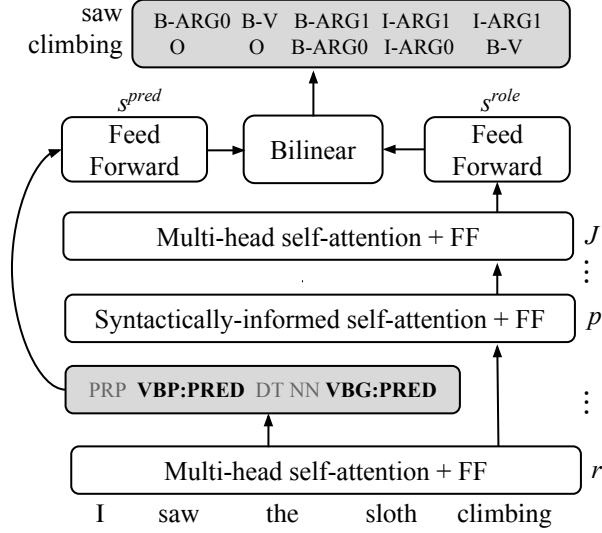 saw B-ARG0 B-V B-ARG1 I-ARG1 I-ARG1
climbing O O B-ARG0 I-ARG0 B-V
s^pred s^role
Feed Forward
Bilinear
Feed Forward
Multi-head self-attention + FF J
⋮
Syntactically-informed self-attention + FF p
PRP VBP:PRED DT NN VBG:PRED
⋮
Multi-head self-attention + FF r
I saw the sloth climbing